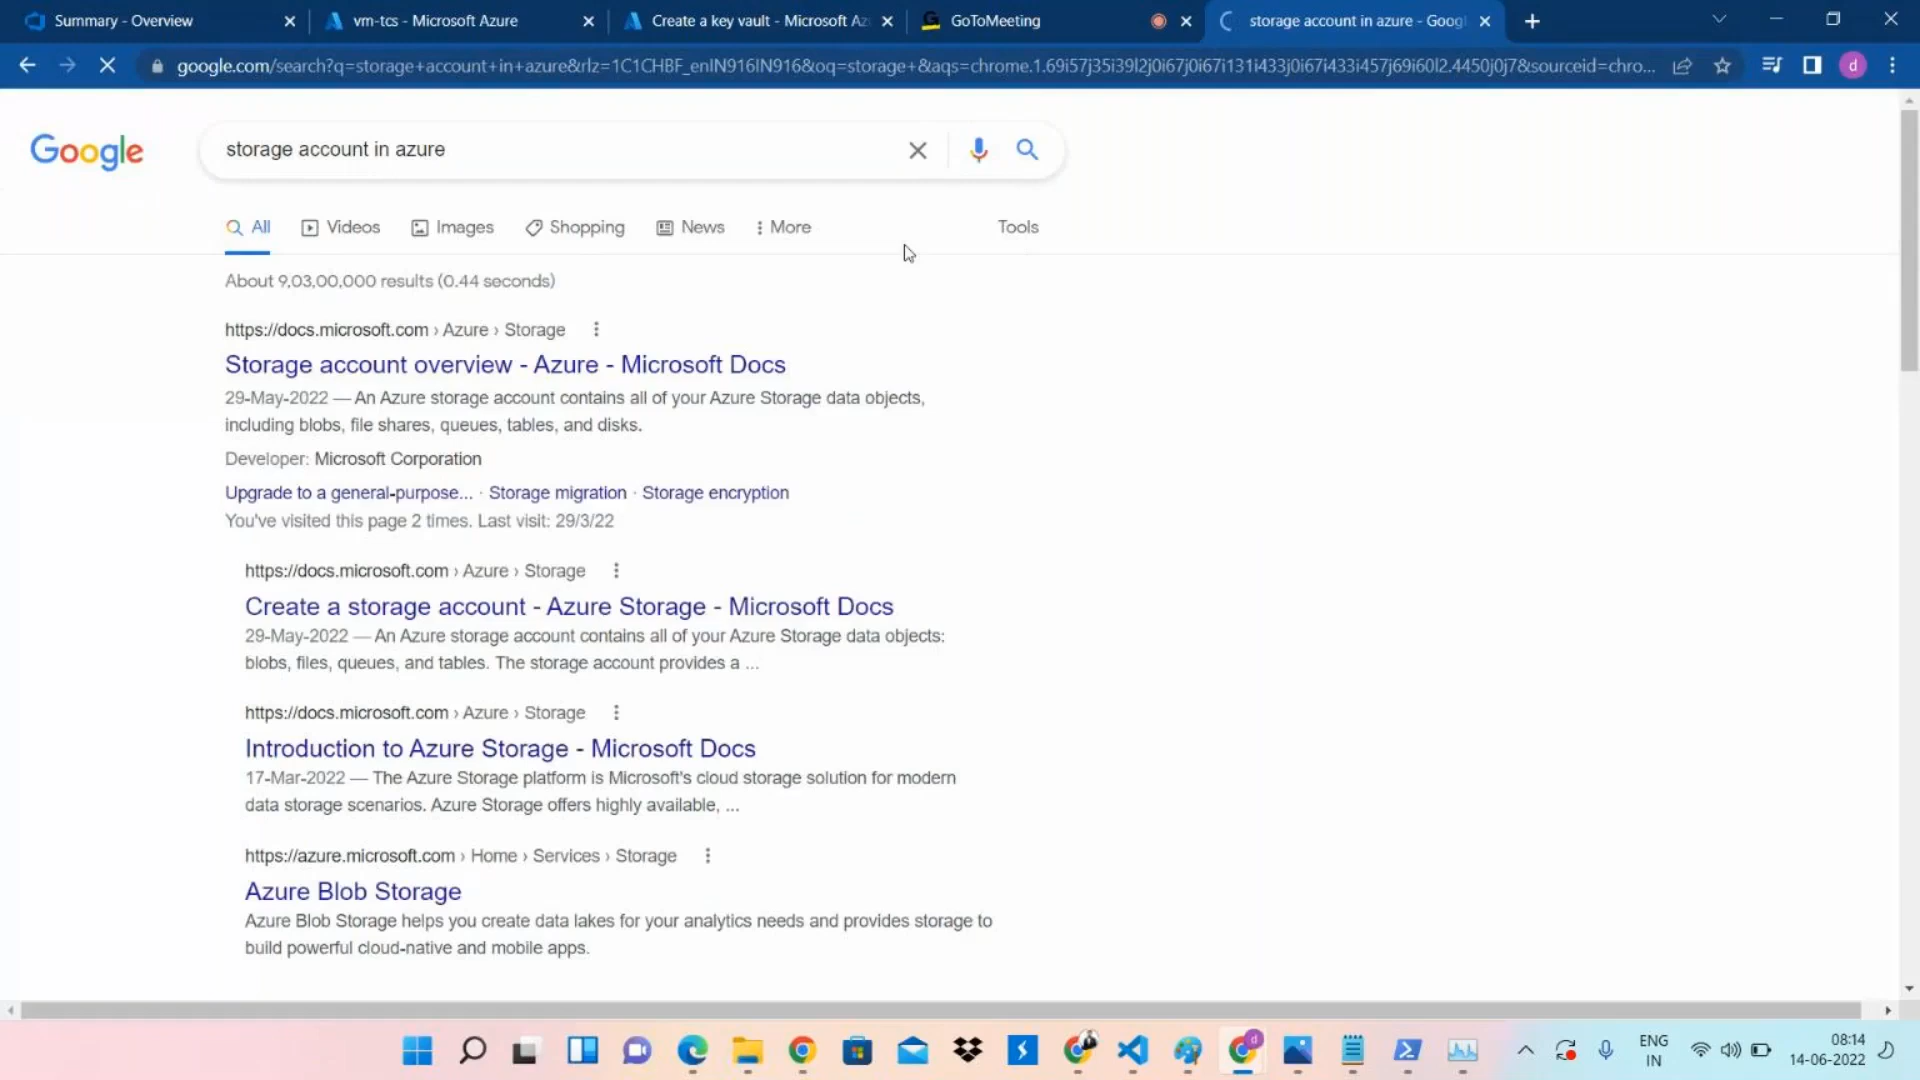 Summary - Overview
vm-tcs - Microsoft Azure
Create a key vault - Microsoft Az
GoToMeeting
storage account in azure - Googl
google.com/search?q=storage+account+in+azure&rlz=1C1CHBF_enIN916IN916&oq=storage+&aqs=chrome.1.69i57j35i39l2j0i67j0i67i131i433j0i67i433i457j69i60l2.4450j0j7&sourceid=chro...
d
Google
storage account in azure
All
Videos
Images
Shopping
News
More
Tools
About 9,03,00,000 results (0.44 seconds)
https://docs.microsoft.com › Azure › Storage
Storage account overview - Azure - Microsoft Docs
29-May-2022 — An Azure storage account contains all of your Azure Storage data objects,
including blobs, file shares, queues, tables, and disks.
Developer: Microsoft Corporation
Upgrade to a general-purpose... · Storage migration · Storage encryption
You've visited this page 2 times. Last visit: 29/3/22
https://docs.microsoft.com › Azure › Storage
Create a storage account - Azure Storage - Microsoft Docs
29-May-2022 — An Azure storage account contains all of your Azure Storage data objects:
blobs, files, queues, and tables. The storage account provides a ...
https://docs.microsoft.com › Azure › Storage
Introduction to Azure Storage - Microsoft Docs
17-Mar-2022 — The Azure Storage platform is Microsoft's cloud storage solution for modern
data storage scenarios. Azure Storage offers highly available, ...
https://azure.microsoft.com › Home › Services › Storage
Azure Blob Storage
Azure Blob Storage helps you create data lakes for your analytics needs and provides storage to
build powerful cloud-native and mobile apps.
d
ENG
IN
08:14
14-06-2022